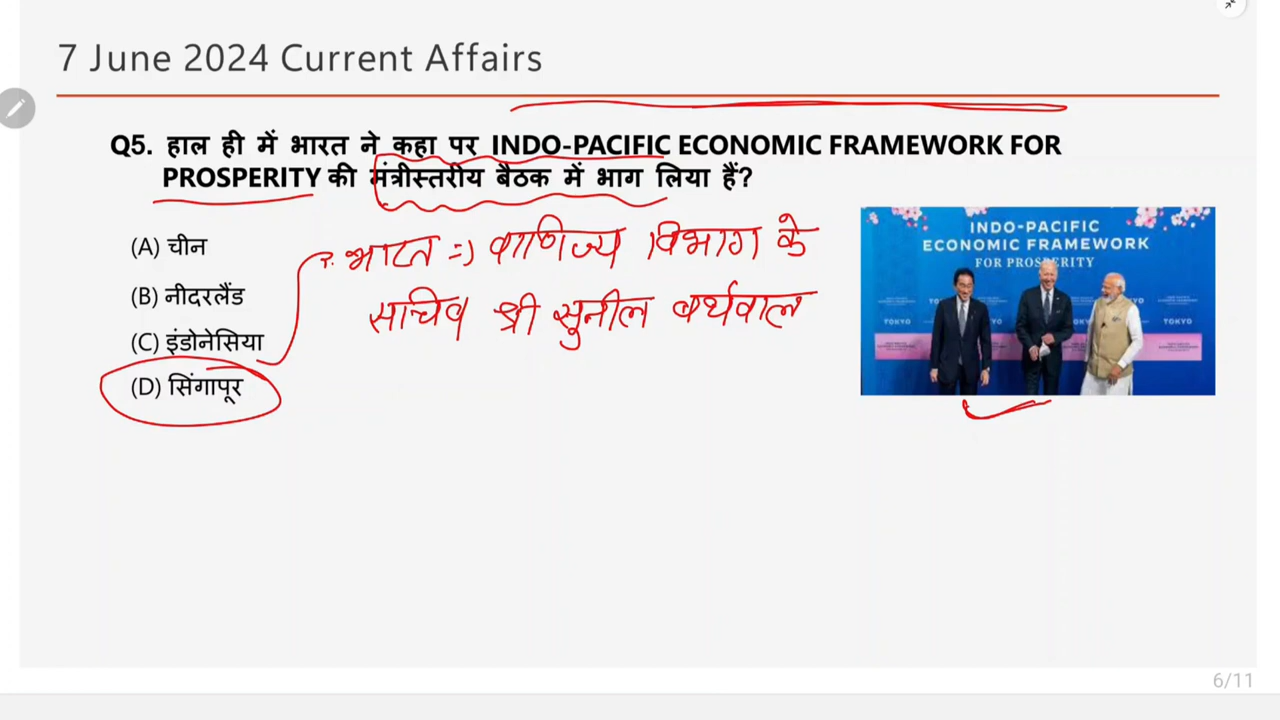 7 June 2024 Current Affairs
Q5. हाल ही में भारत ने कहा पर INDO-PACIFIC ECONOMIC FRAMEWORK FOR
PROSPERITY की मंत्रीस्तरीय बैठक में भाग लिया हैं?
(A) चीन
(B) नीदरलैंड
(C) इंडोनेसिया
(D) सिंगापूर
भारत => वाणिज्य विभाग के
सचिव श्री सुनील बर्थवाल
INDO-PACIFIC
ECONOMIC FRAMEWORK
FOR PROSPERITY
TOKYO
TOKYO
6/11